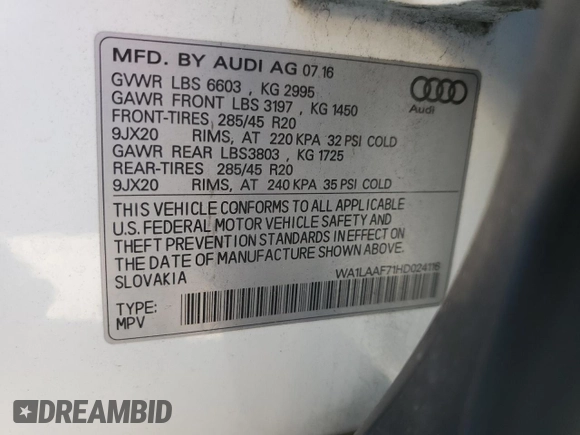 MFD. BY AUDI AG 07.16
GVWR LBS 6603 , KG 2995
GAWR FRONT LBS 3197 , KG 1450
FRONT-TIRES 285/45 R20
9JX20 RIMS, AT 220 KPA 32 PSI COLD
GAWR REAR LBS3803 , KG 1725
REAR-TIRES 285/45 R20
9JX20 RIMS, AT 240 KPA 35 PSI COLD
Audi
THIS VEHICLE CONFORMS TO ALL APPLICABLE
U.S. FEDERAL MOTOR VEHICLE SAFETY AND
THEFT PREVENTION STANDARDS IN EFFECT ON
THE DATE OF MANUFACTURE SHOWN ABOVE.
SLOVAKIA
WA1LAAF71HD024116
TYPE:
MPV
DREAMBID